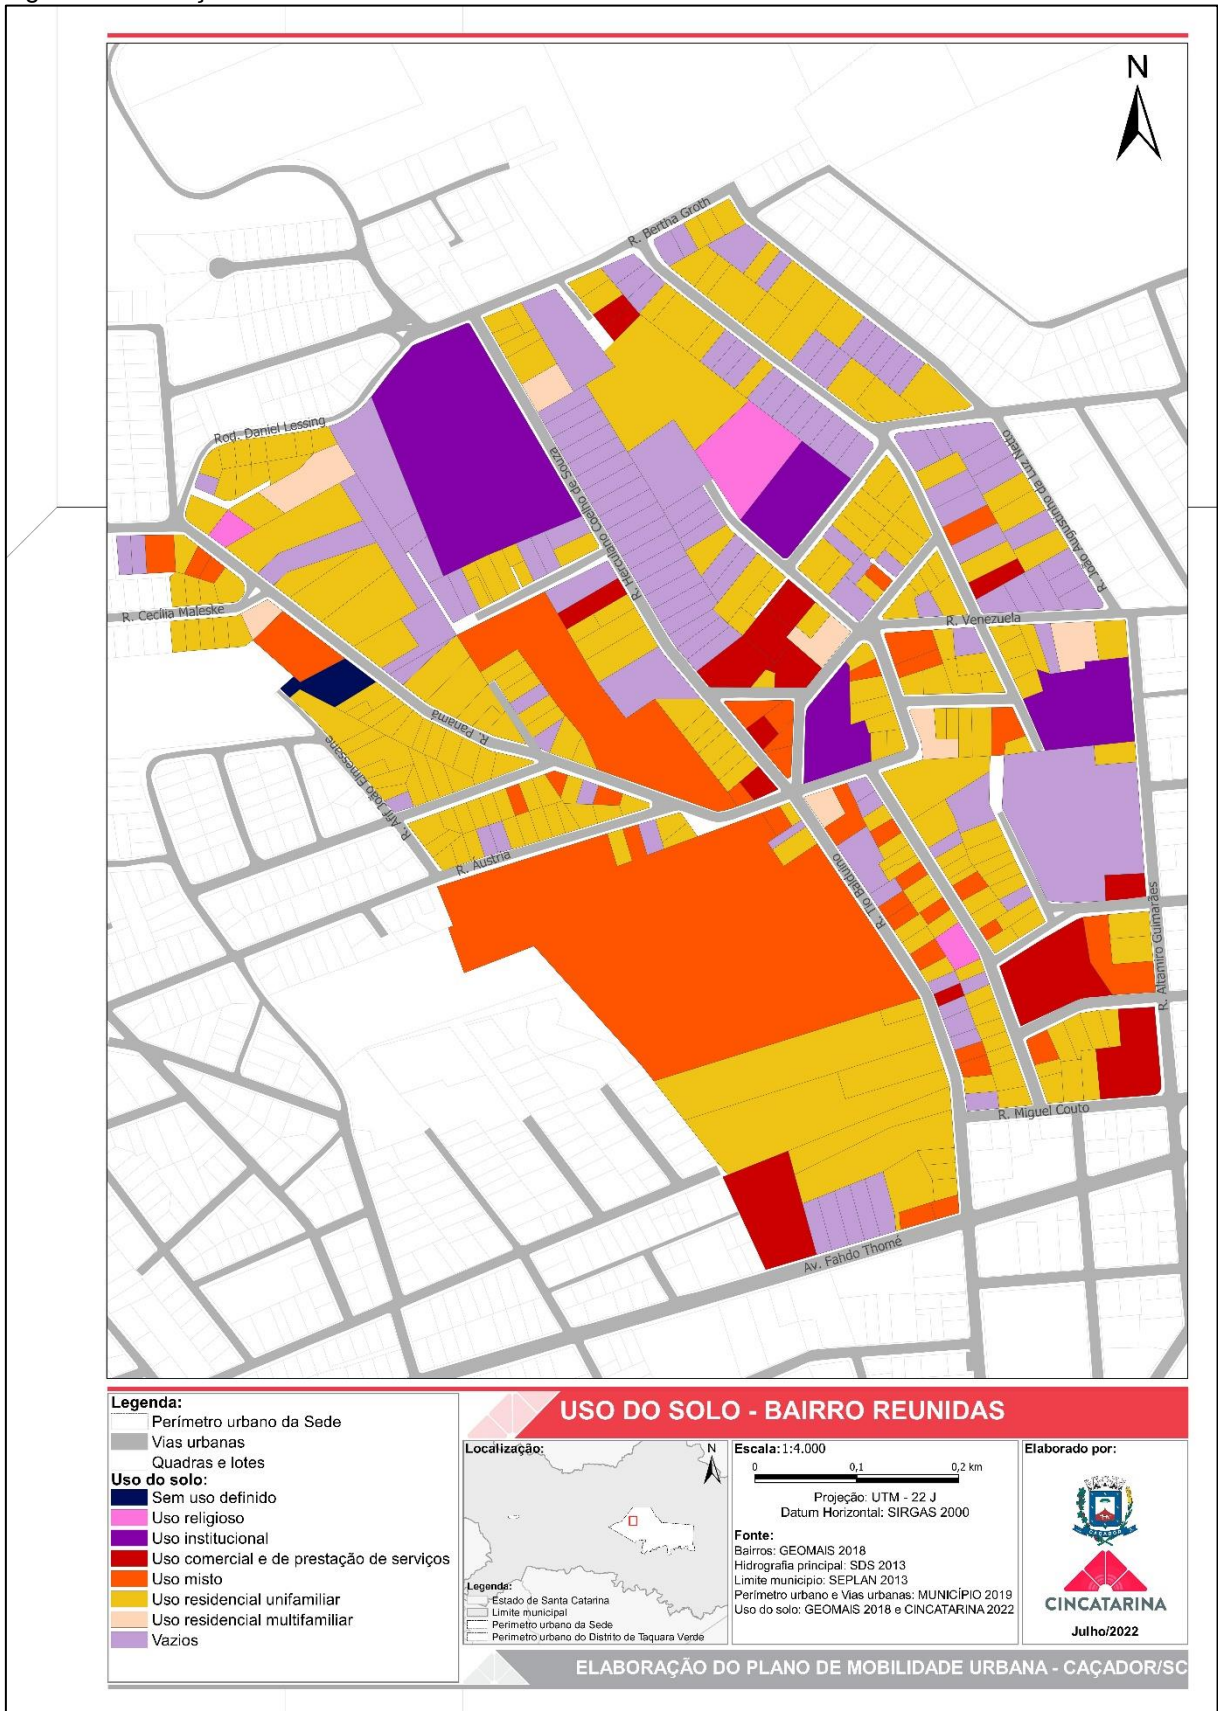 N
R. Bertha Groth
Rod. Daniel Lessing
R. Herculano Coelho de Souza
R. João Augustinho da Luz Netto
R. Cecília Maleske
R. Venezuela
R. Panamá
R. Afif João Elmessane
R. Áustria
R. Tio Balduino
R. Altamiro Guimarães
R. Miguel Couto
Av. Fahdo Thomé
Legenda:
Perímetro urbano da Sede
Vias urbanas
Quadras e lotes
Uso do solo:
Sem uso definido
Uso religioso
Uso institucional
Uso comercial e de prestação de serviços
Uso misto
Uso residencial unifamiliar
Uso residencial multifamiliar
Vazios
USO DO SOLO - BAIRRO REUNIDAS
Localização:
N
Legenda:
Estado de Santa Catarina
Limite municipal
Perímetro urbano da Sede
Perímetro urbano do Distrito de Taquara Verde
Escala: 1:4.000
0 0,1 0,2 km
Projeção: UTM - 22 J
Datum Horizontal: SIRGAS 2000
Fonte:
Bairros: GEOMAIS 2018
Hidrografia principal: SDS 2013
Limite município: SEPLAN 2013
Perímetro urbano e Vias urbanas: MUNICÍPIO 2019
Uso do solo: GEOMAIS 2018 e CINCATARINA 2022
Elaborado por:
CAÇADOR
CINCATARINA
Julho/2022
ELABORAÇÃO DO PLANO DE MOBILIDADE URBANA - CAÇADOR/SC